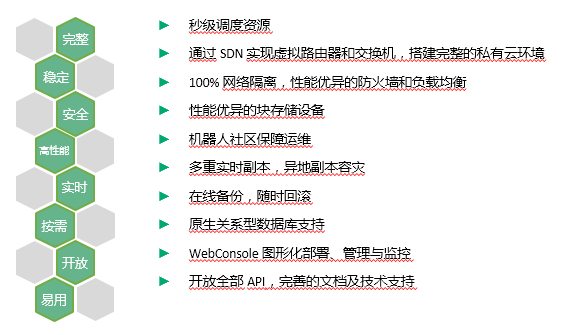 完整
稳定
安全
高性能
实时
按需
开放
易用
秒级调度资源
通过 SDN 实现虚拟路由器和交换机，搭建完整的私有云环境
100% 网络隔离，性能优异的防火墙和负载均衡
性能优异的块存储设备
机器人社区保障运维
多重实时副本，异地副本容灾
在线备份，随时回滚
原生关系型数据库支持
WebConsole 图形化部署、管理与监控
开放全部 API，完善的文档及技术支持